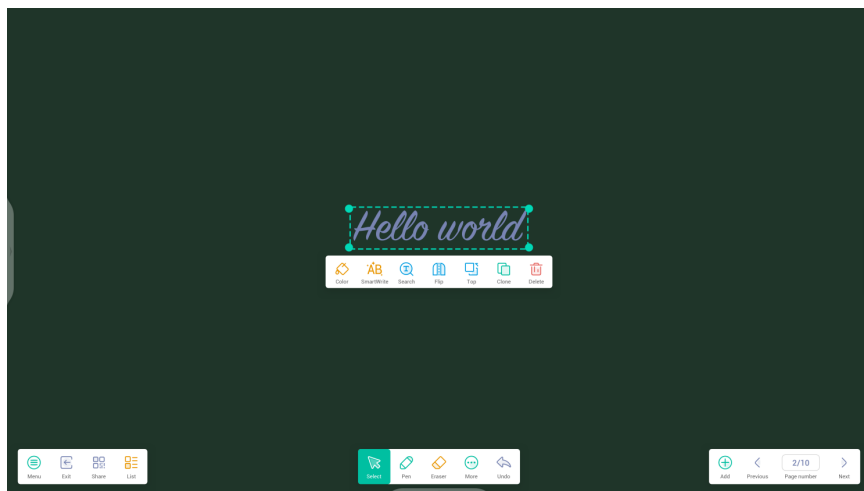 Hello world
Color SmartWrite Search Flip Top Clone Delete
Menu Exit Share List
Select Pen Eraser More Undo
Add Previous 2/10 Page number Next